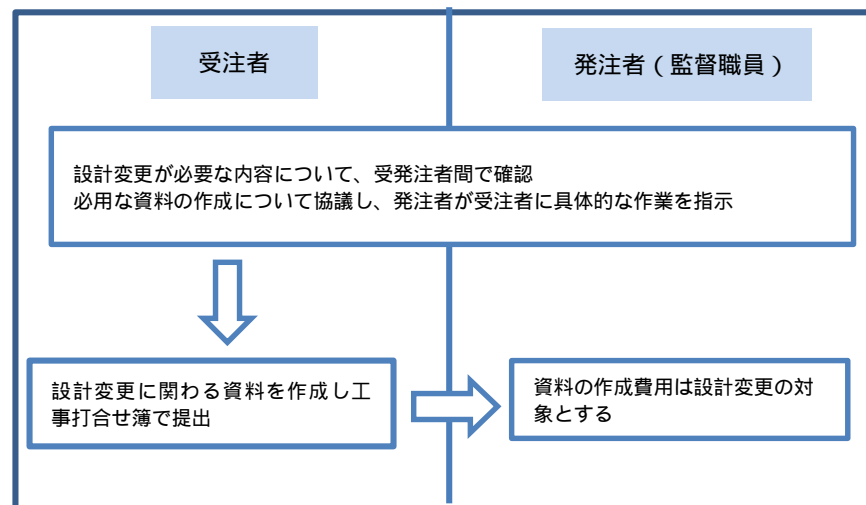 受注者
発注者（監督職員）
設計変更が必要な内容について、受発注者間で確認
必用な資料の作成について協議し、発注者が受注者に具体的な作業を指示
設計変更に関わる資料を作成し工
事打合せ簿で提出
資料の作成費用は設計変更の対
象とする